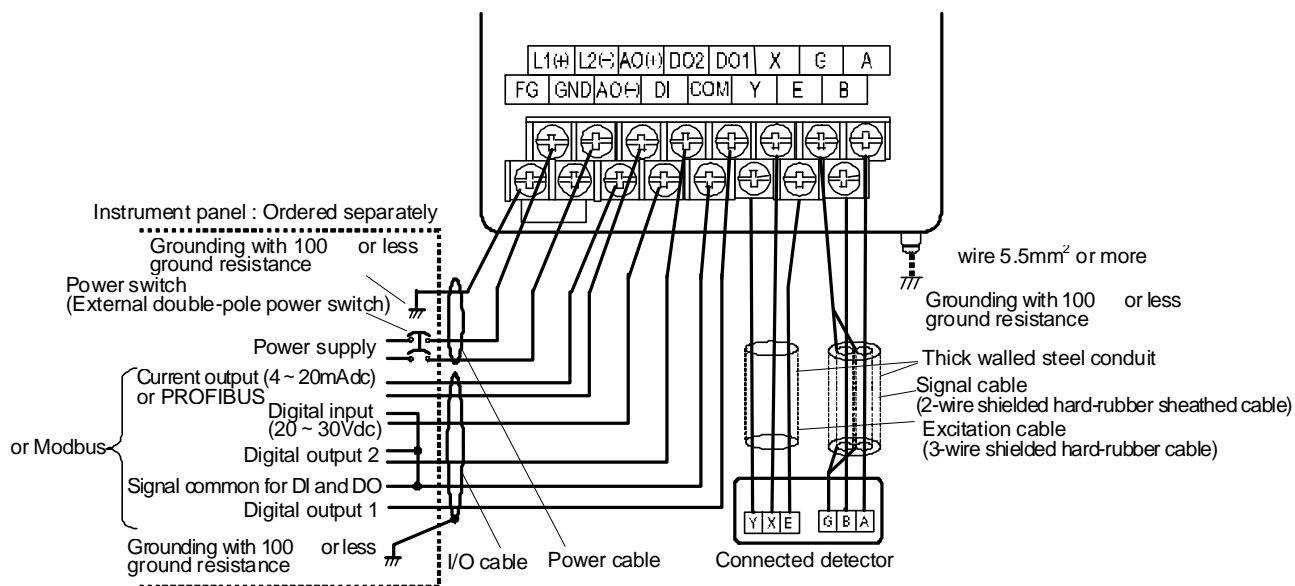 L1(+) L2(-) AO(+) DO2 DO1 X G A
FG GND AO(-) DI COM Y E B
Instrument panel : Ordered separately
Grounding with 100 or less
ground resistance
Power switch
(External double-pole power switch)
Power supply
Current output (4 ~ 20mAdc)
or PROFIBUS
Digital input
(20 ~ 30Vdc)
or Modbus
Digital output 2
Signal common for DI and DO
Digital output 1
Grounding with 100 or less
ground resistance
I/O cable
Power cable
wire 5.5mm² or more
Grounding with 100 or less
ground resistance
Thick walled steel conduit
Signal cable
(2-wire shielded hard-rubber sheathed cable)
Excitation cable
(3-wire shielded hard-rubber cable)
Y X E G B A
Connected detector